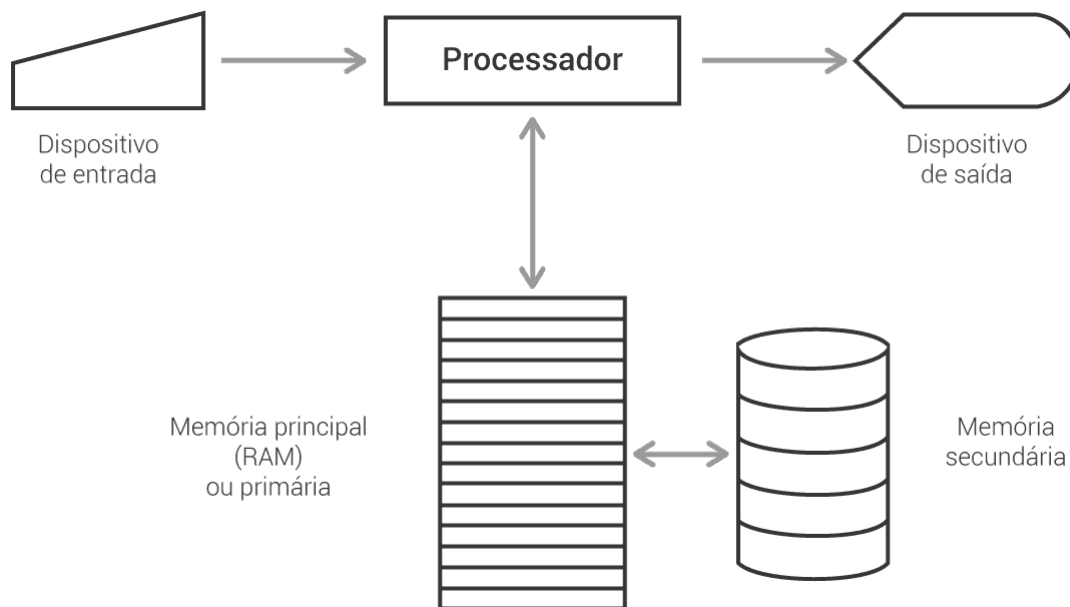 Processador
Dispositivo
de entrada
Dispositivo
de saída
Memória principal
(RAM)
ou primária
Memória
secundária